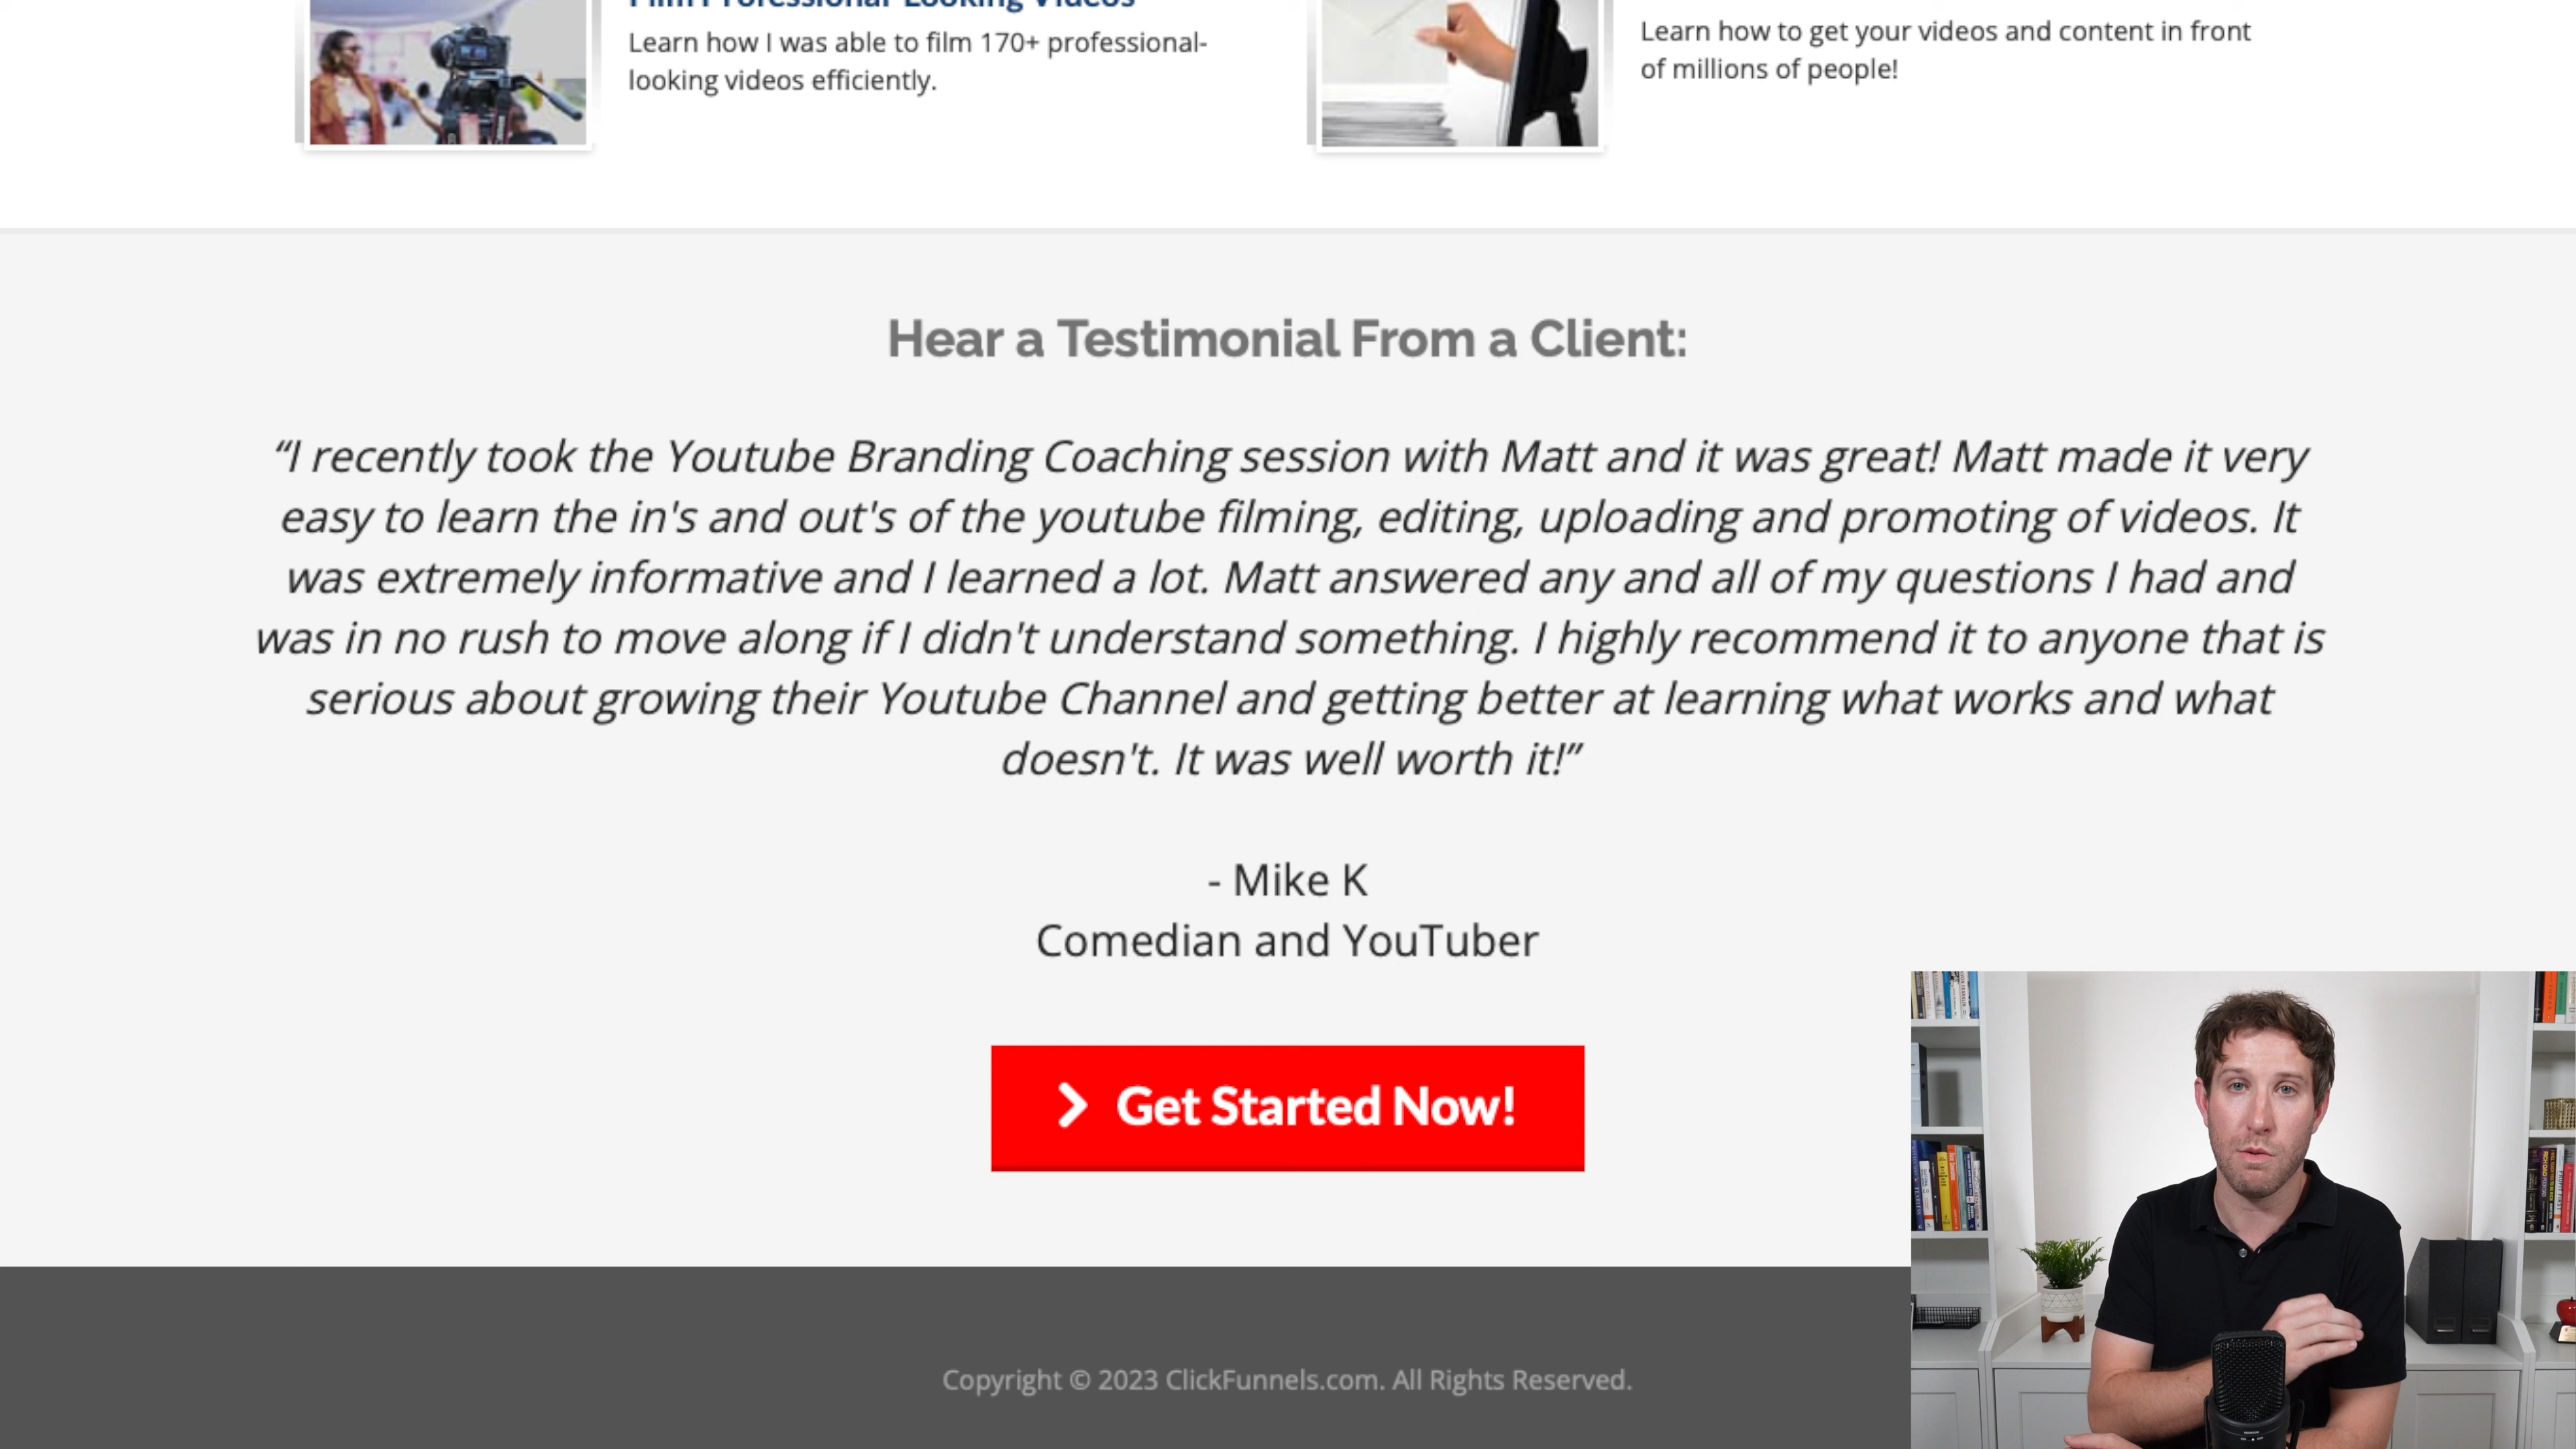 Film Professional-Looking Videos
Learn how I was able to film 170+ professional-
looking videos efficiently.
Learn how to get your videos and content in front
of millions of people!
Hear a Testimonial From a Client:
“I recently took the Youtube Branding Coaching session with Matt and it was great! Matt made it very
easy to learn the in's and out's of the youtube filming, editing, uploading and promoting of videos. It
was extremely informative and I learned a lot. Matt answered any and all of my questions I had and
was in no rush to move along if I didn't understand something. I highly recommend it to anyone that is
serious about growing their Youtube Channel and getting better at learning what works and what
doesn't. It was well worth it!”
- Mike K
Comedian and YouTuber
Get Started Now!
Copyright © 2023 ClickFunnels.com. All Rights Reserved.